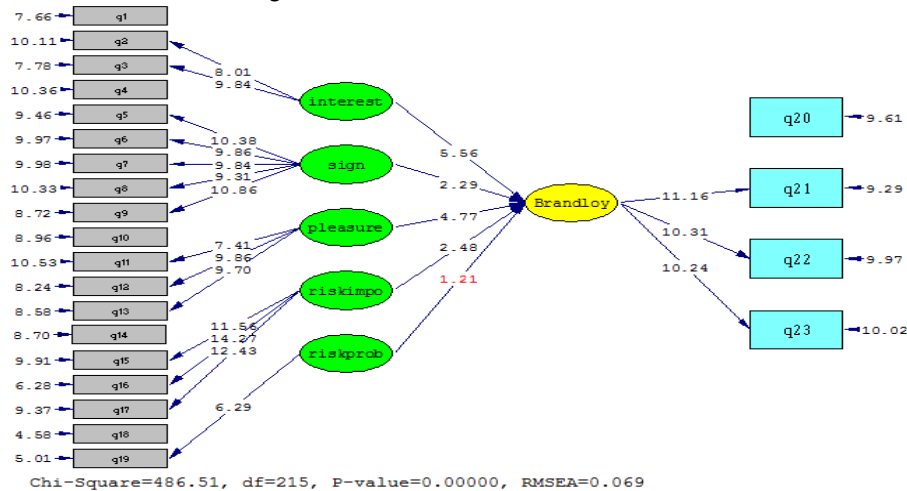 7.66 q1
10.11 q2
7.78 q3
10.36 q4
9.46 q5
9.97 q6
9.98 q7
10.33 q8
8.72 q9
8.96 q10
10.53 q11
8.24 q12
8.58 q13
8.70 q14
9.91 q15
6.28 q16
9.37 q17
4.58 q18
5.01 q19
8.01
9.84
10.38
9.86
9.84
9.31
10.86
7.41
9.86
9.70
11.56
14.27
12.43
6.29
interest
sign
pleasure
riskimpo
riskprob
5.56
2.29
4.77
2.48
1.21
Brandloy
11.16
10.31
10.24
q20 9.61
q21 9.29
q22 9.97
q23 10.02
Chi-Square=486.51, df=215, P-value=0.00000, RMSEA=0.069